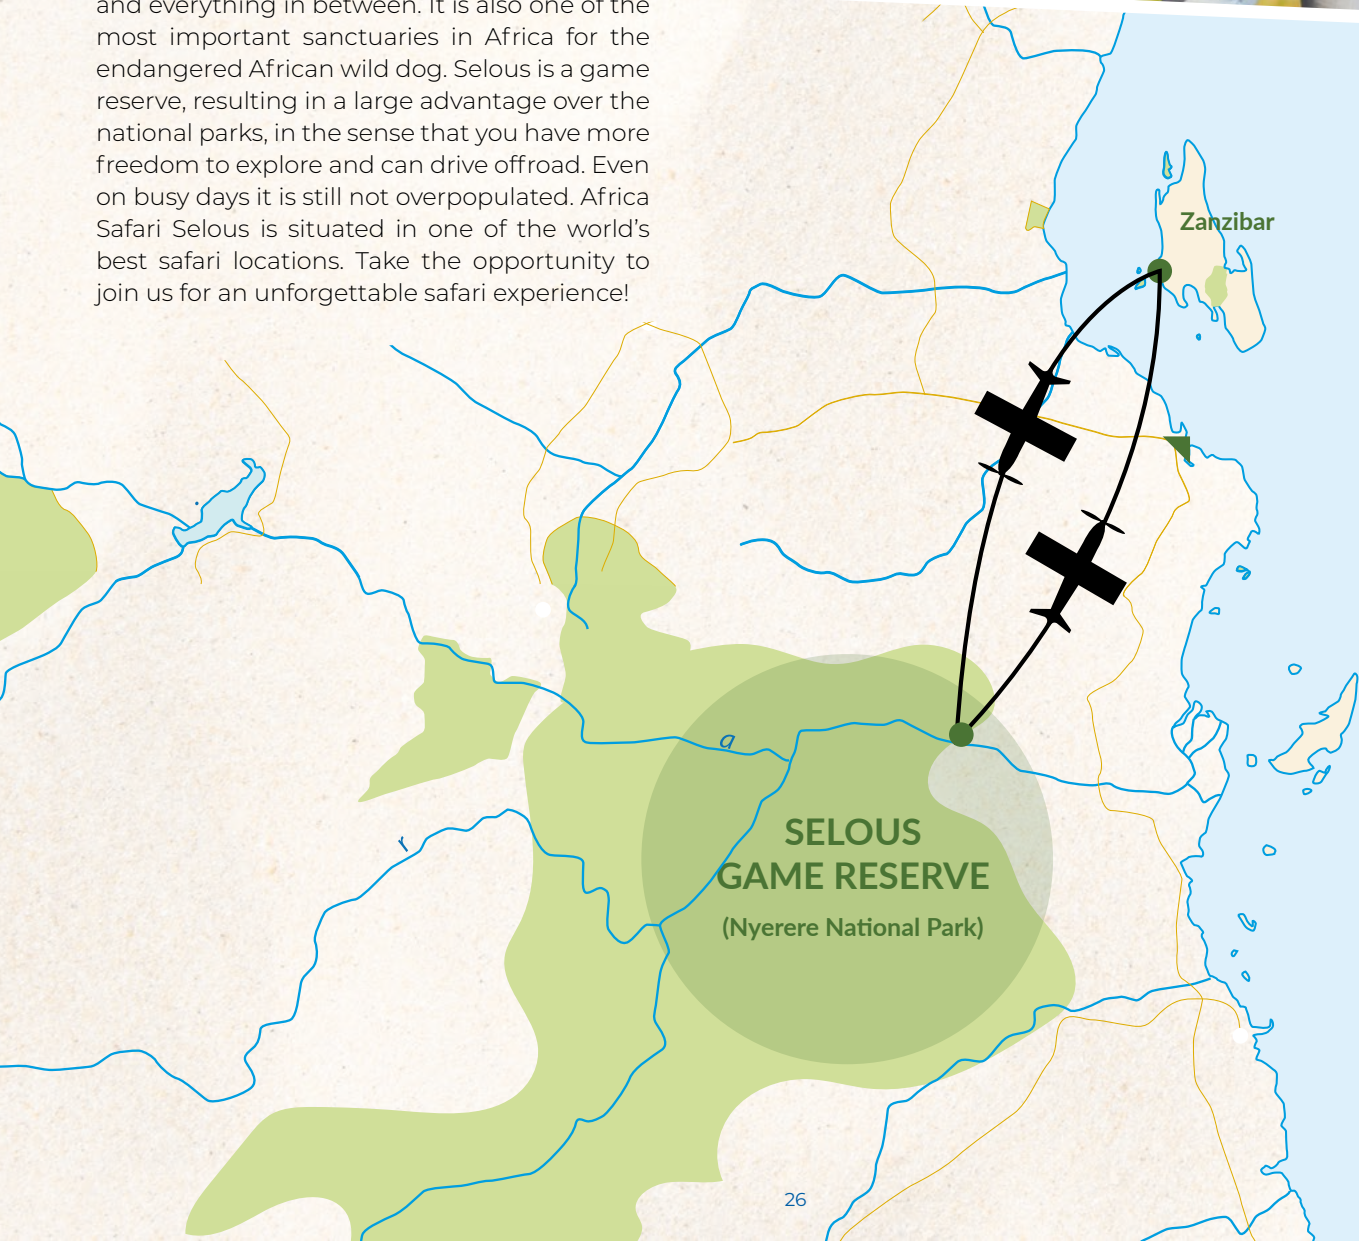 and everything in between. It is also one of the
most important sanctuaries in Africa for the
endangered African wild dog. Selous is a game
reserve, resulting in a large advantage over the
national parks, in the sense that you have more
freedom to explore and can drive offroad. Even
on busy days it is still not overpopulated. Africa
Safari Selous is situated in one of the world’s
best safari locations. Take the opportunity to
join us for an unforgettable safari experience!
Zanzibar
a
SELOUS
GAME RESERVE
r
(Nyerere National Park)
26